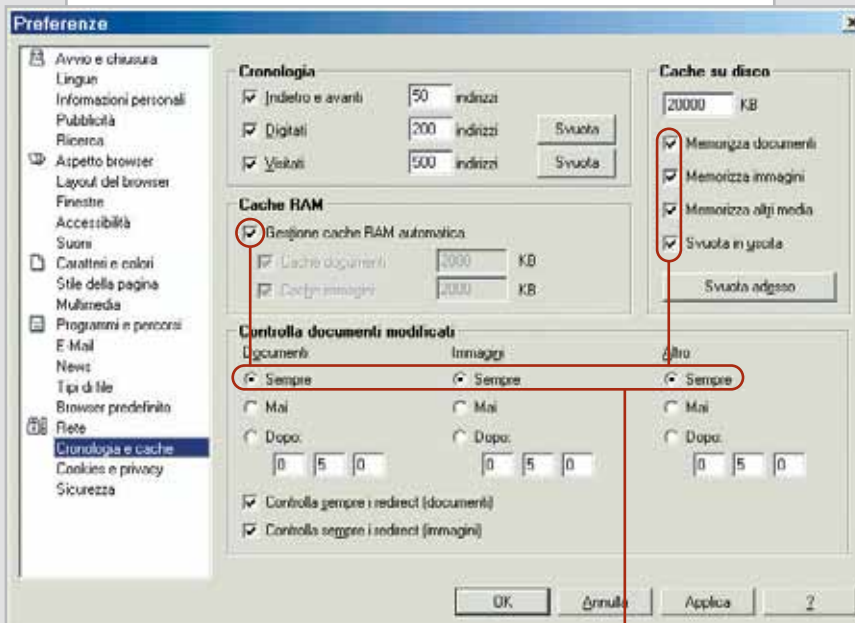 Preferenze
Avvio e chiusura
Lingue
Informazioni personali
Pubblicità
Ricerca
Aspetto browser
Layout del browser
Finestre
Accessibilità
Suoni
Caratteri e colori
Stile della pagina
Multimedia
Programmi e percorsi
E-Mail
News
Tipi di file
Browser predefinito
Rete
Cronologia e cache
Cookies e privacy
Sicurezza
Cronologia
Indietro e avanti 50 indirizzi
Digitati 200 indirizzi Svuota
Visitati 500 indirizzi Svuota
Cache RAM
Gestione cache RAM automatica
Cache documenti 2000 KB
Cache immagini 2000 KB
Cache su disco
20000 KB
Memorizza documenti
Memorizza immagini
Memorizza altri media
Svuota in uscita
Svuota adesso
Controlla documenti modificati
Documenti Immagini Altro
Sempre Sempre Sempre
Mai Mai Mai
Dopo: Dopo: Dopo:
0 5 0 0 5 0 0 5 0
Controlla sempre i redirect (documenti)
Controlla sempre i redirect (immagini)
OK Annulla Applica ?